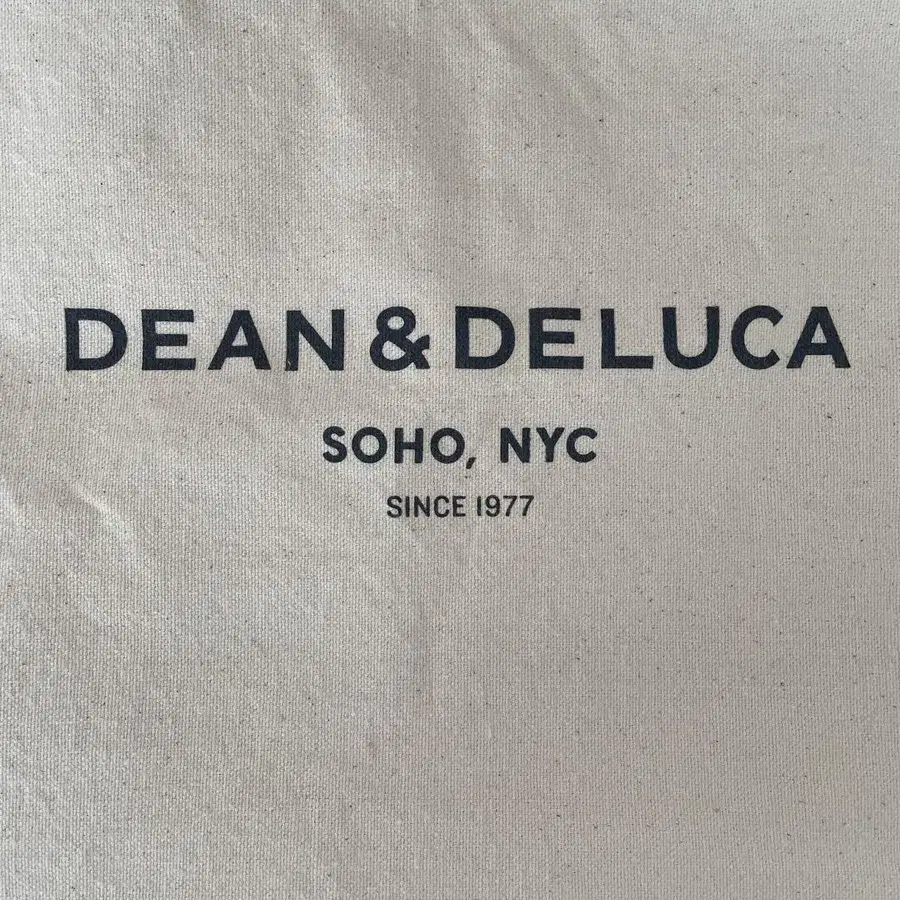 DEAN & DELUCA
SOHO, NYC
SINCE 1977